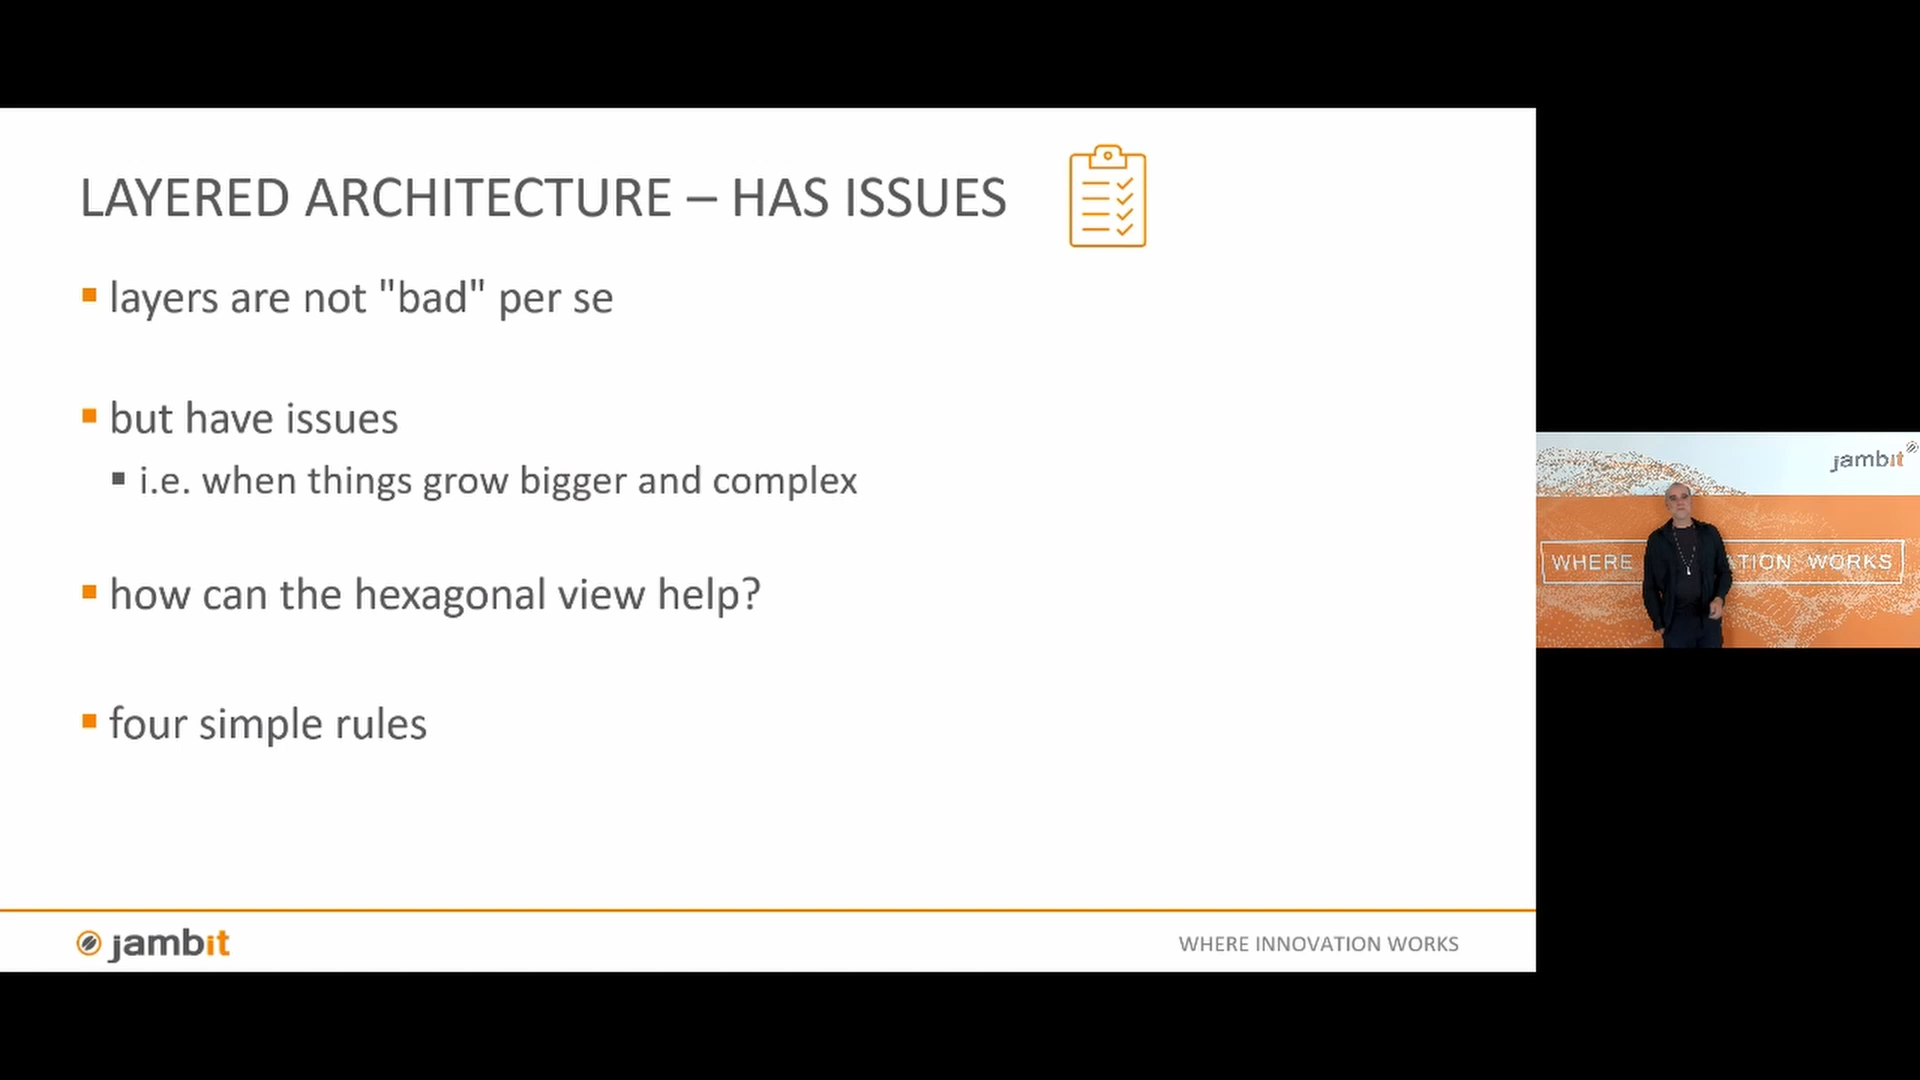 LAYERED ARCHITECTURE – HAS ISSUES
layers are not "bad" per se
but have issues
i.e. when things grow bigger and complex
how can the hexagonal view help?
four simple rules
jambit
WHERE INNOVATION WORKS
jambit
WHERE ATION WORKS